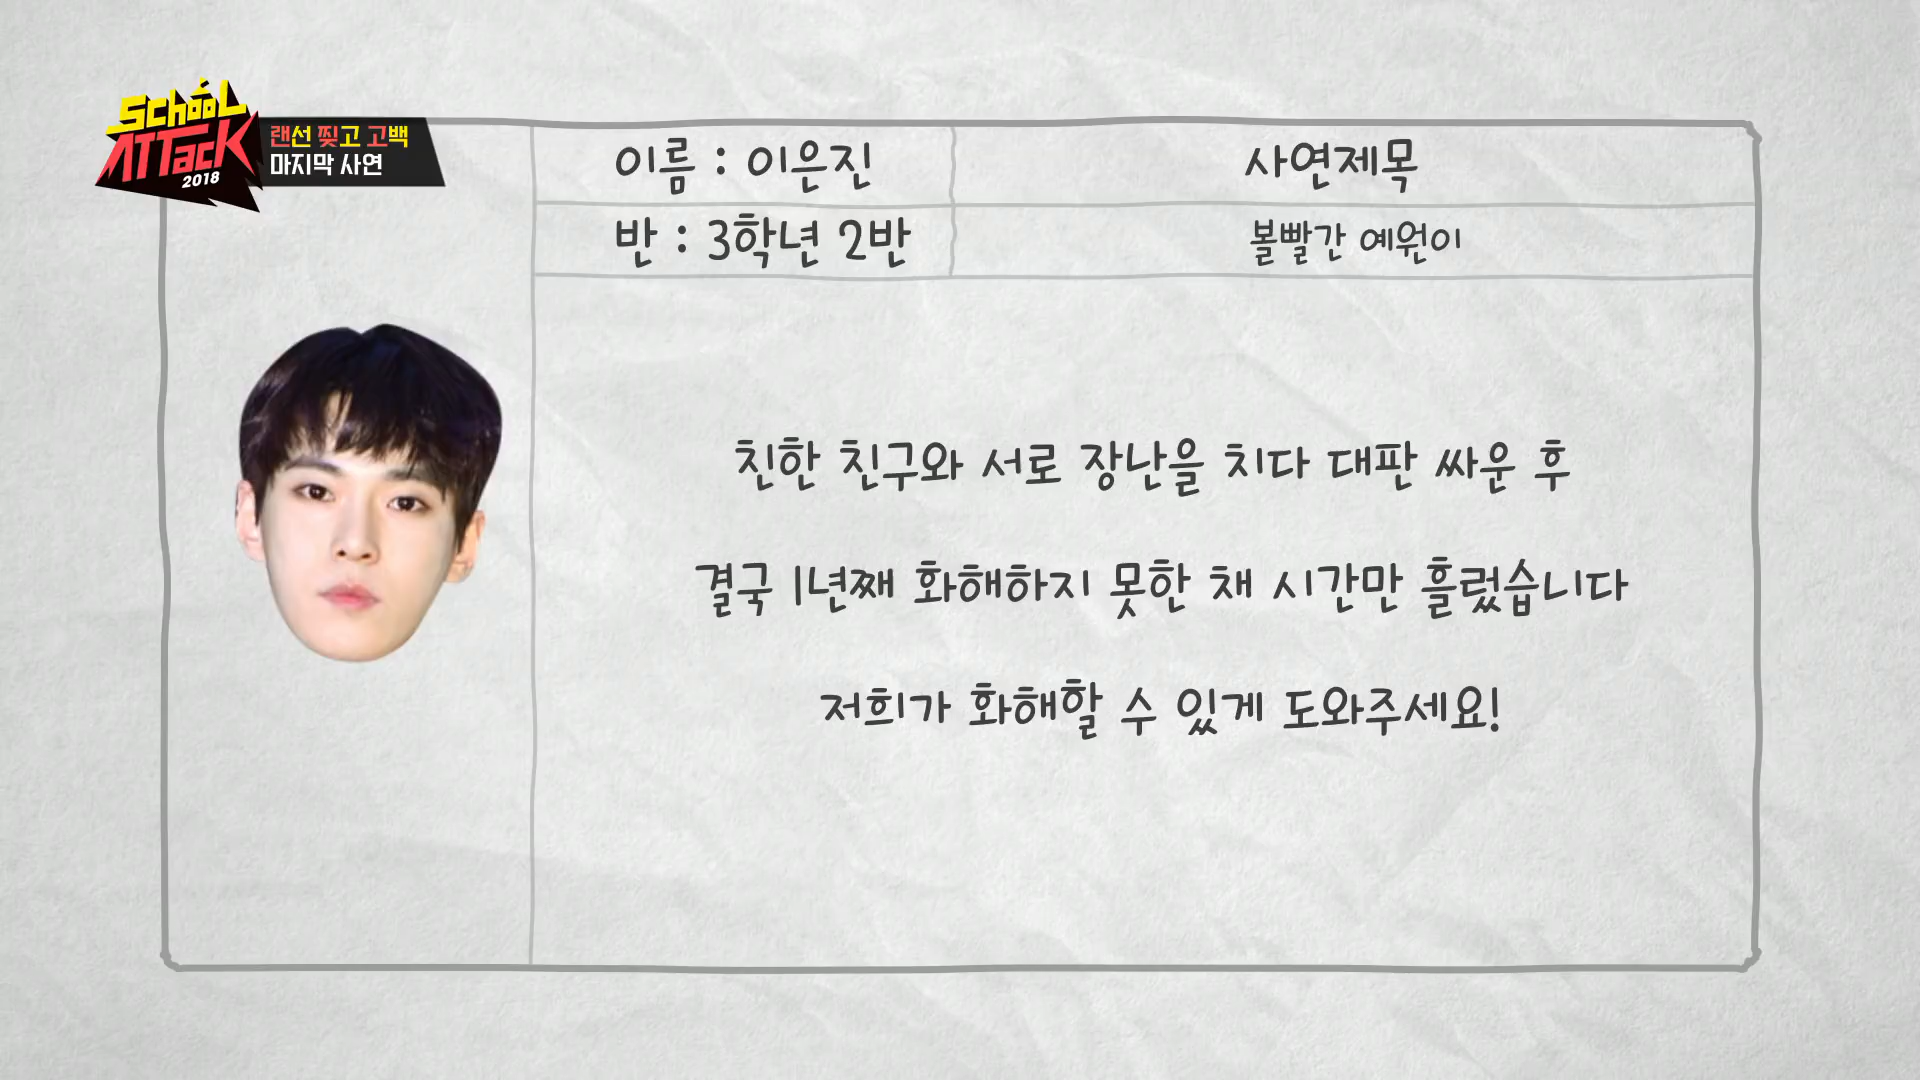 SCHOOL
ATTACK
2018
랜선 찢고 고백
마지막 사연
이름 : 이은진
사연제목
반 : 3학년 2반
볼빨간 예원이
친한 친구와 서로 장난을 치다 대판 싸운 후
결국 1년째 화해하지 못한 채 시간만 흘렀습니다
저희가 화해할 수 있게 도와주세요!